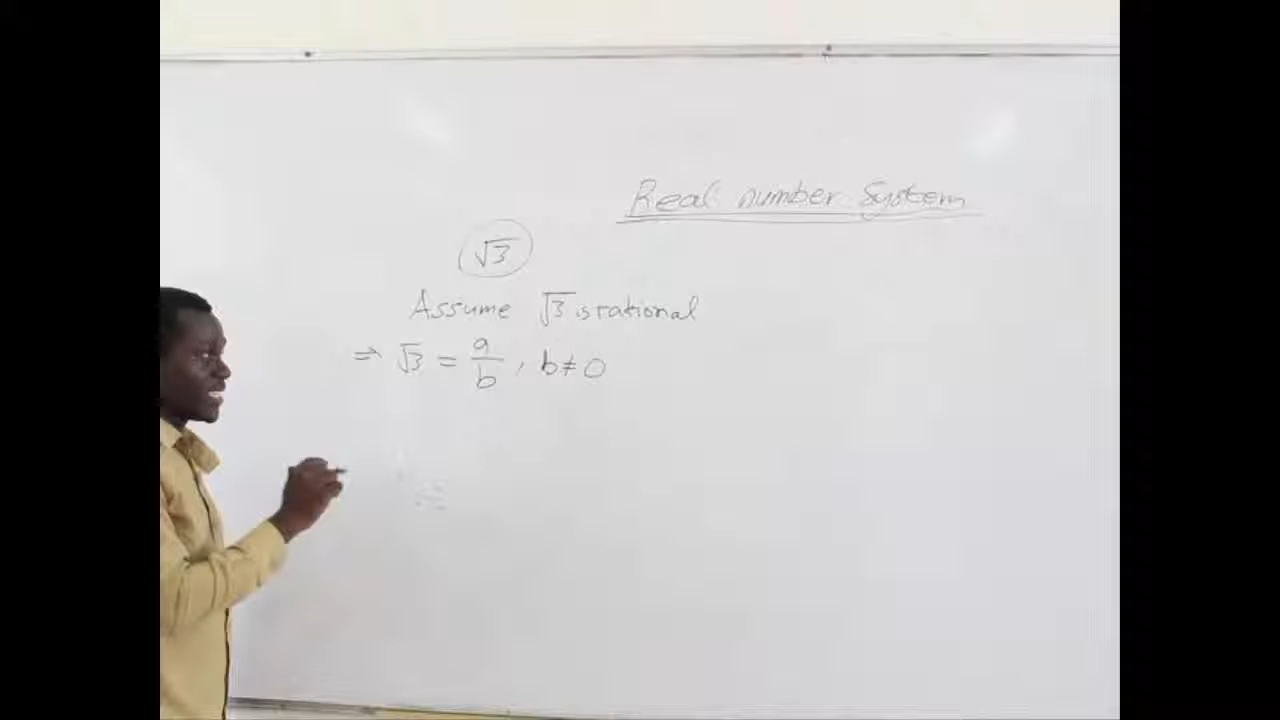 Real number System
√3
Assume √3 is rational
⇒ √3 = a/b , b ≠ 0